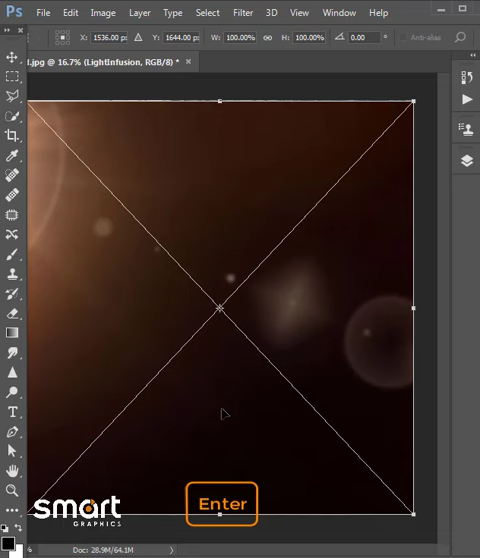 Ps File Edit Image Layer Type Select Filter 3D View Window Help
X: 1536.00 px Y: 1644.00 px W: 100.00% H: 100.00% 0.00 ° Anti-alias
l.jpg @ 16.7% (LightInfusion, RGB/8) * ×
T
smart
GRAPHICS
Enter
% Doc: 28.9M/64.1M